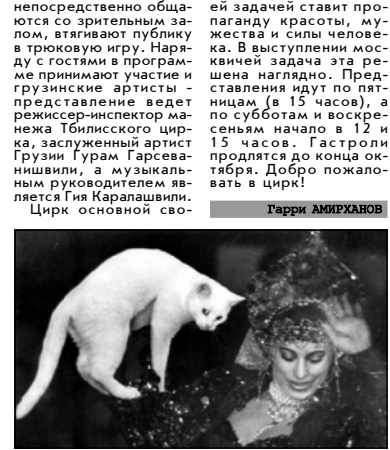 непосредственно обща-
ются со зрительным за-
лом, втягивают публику
в трюковую игру. Наря-
ду с гостями в програм-
ме принимают участие и
грузинские артисты -
представление ведет
режиссер-инспектор ма-
нежа Тбилисского цир-
ка, заслуженный артист
Грузии Гурам Гарсева-
нишвили, а музыкаль-
ным руководителем яв-
ляется Гия Каралашвили.
Цирк основной сво-
ей задачей ставит про-
паганду красоты, му-
жества и силы челове-
ка. В выступлении мос-
квичей задача эта ре-
шена наглядно. Пред-
ставления идут по пят-
ницам (в 15 часов), а
по субботам и воскре-
сеньям начало в 12 и
15 часов. Гастроли
продлятся до конца ок-
тября. Добро пожало-
вать в цирк!
Гарри АМИРХАНОВ